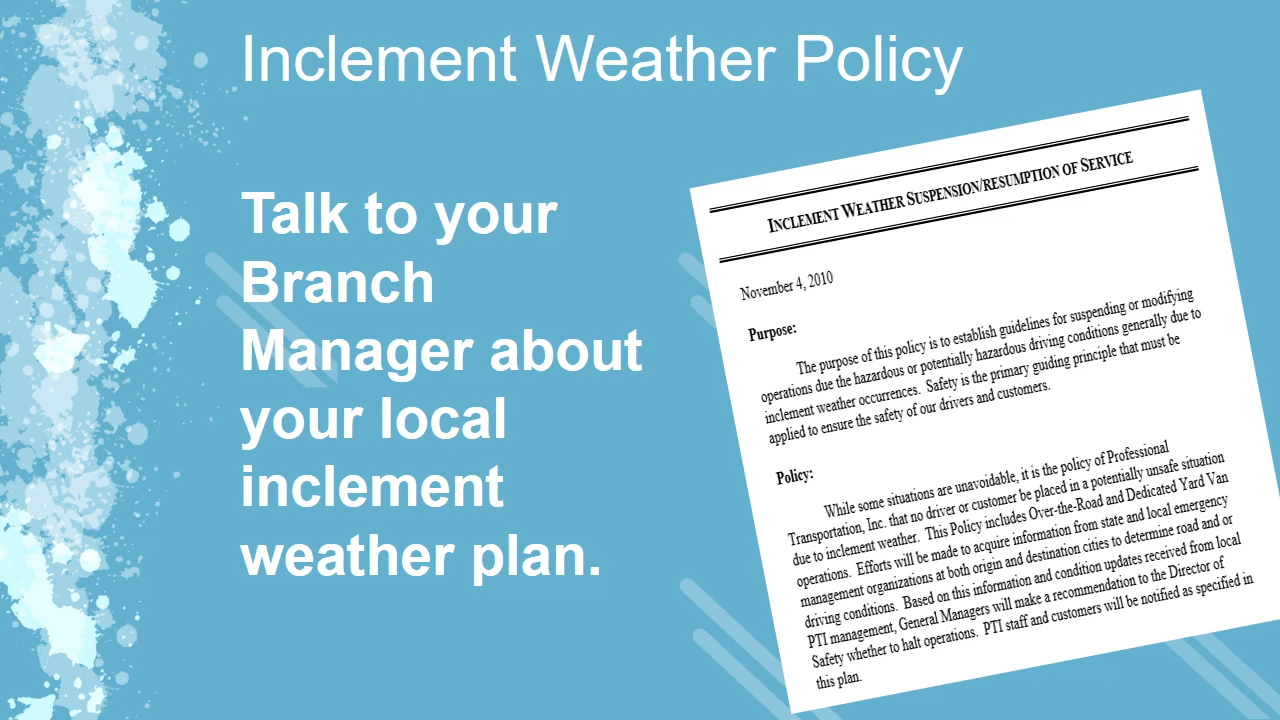 Inclement Weather Policy
Talk to your
Branch
Manager about
your local
inclement
weather plan.
INCLEMENT WEATHER SUSPENSION/RESUMPTION OF SERVICE
November 4, 2010
Purpose:
The purpose of this policy is to establish guidelines for suspending or modifying
operations due the hazardous or potentially hazardous driving conditions generally due to
inclement weather occurrences. Safety is the primary guiding principle that must be
applied to ensure the safety of our drivers and customers.
Policy:
While some situations are unavoidable, it is the policy of Professional
Transportation, Inc. that no driver or customer be placed in a potentially unsafe situation
due to inclement weather. This Policy includes Over-the-Road and Dedicated Yard Van
operations. Efforts will be made to acquire information from state and local emergency
management organizations at both origin and destination cities to determine road and or
driving conditions. Based on this information and condition updates received from local
PTI management, General Managers will make a recommendation to the Director of
Safety whether to halt operations. PTI staff and customers will be notified as specified in
this plan.